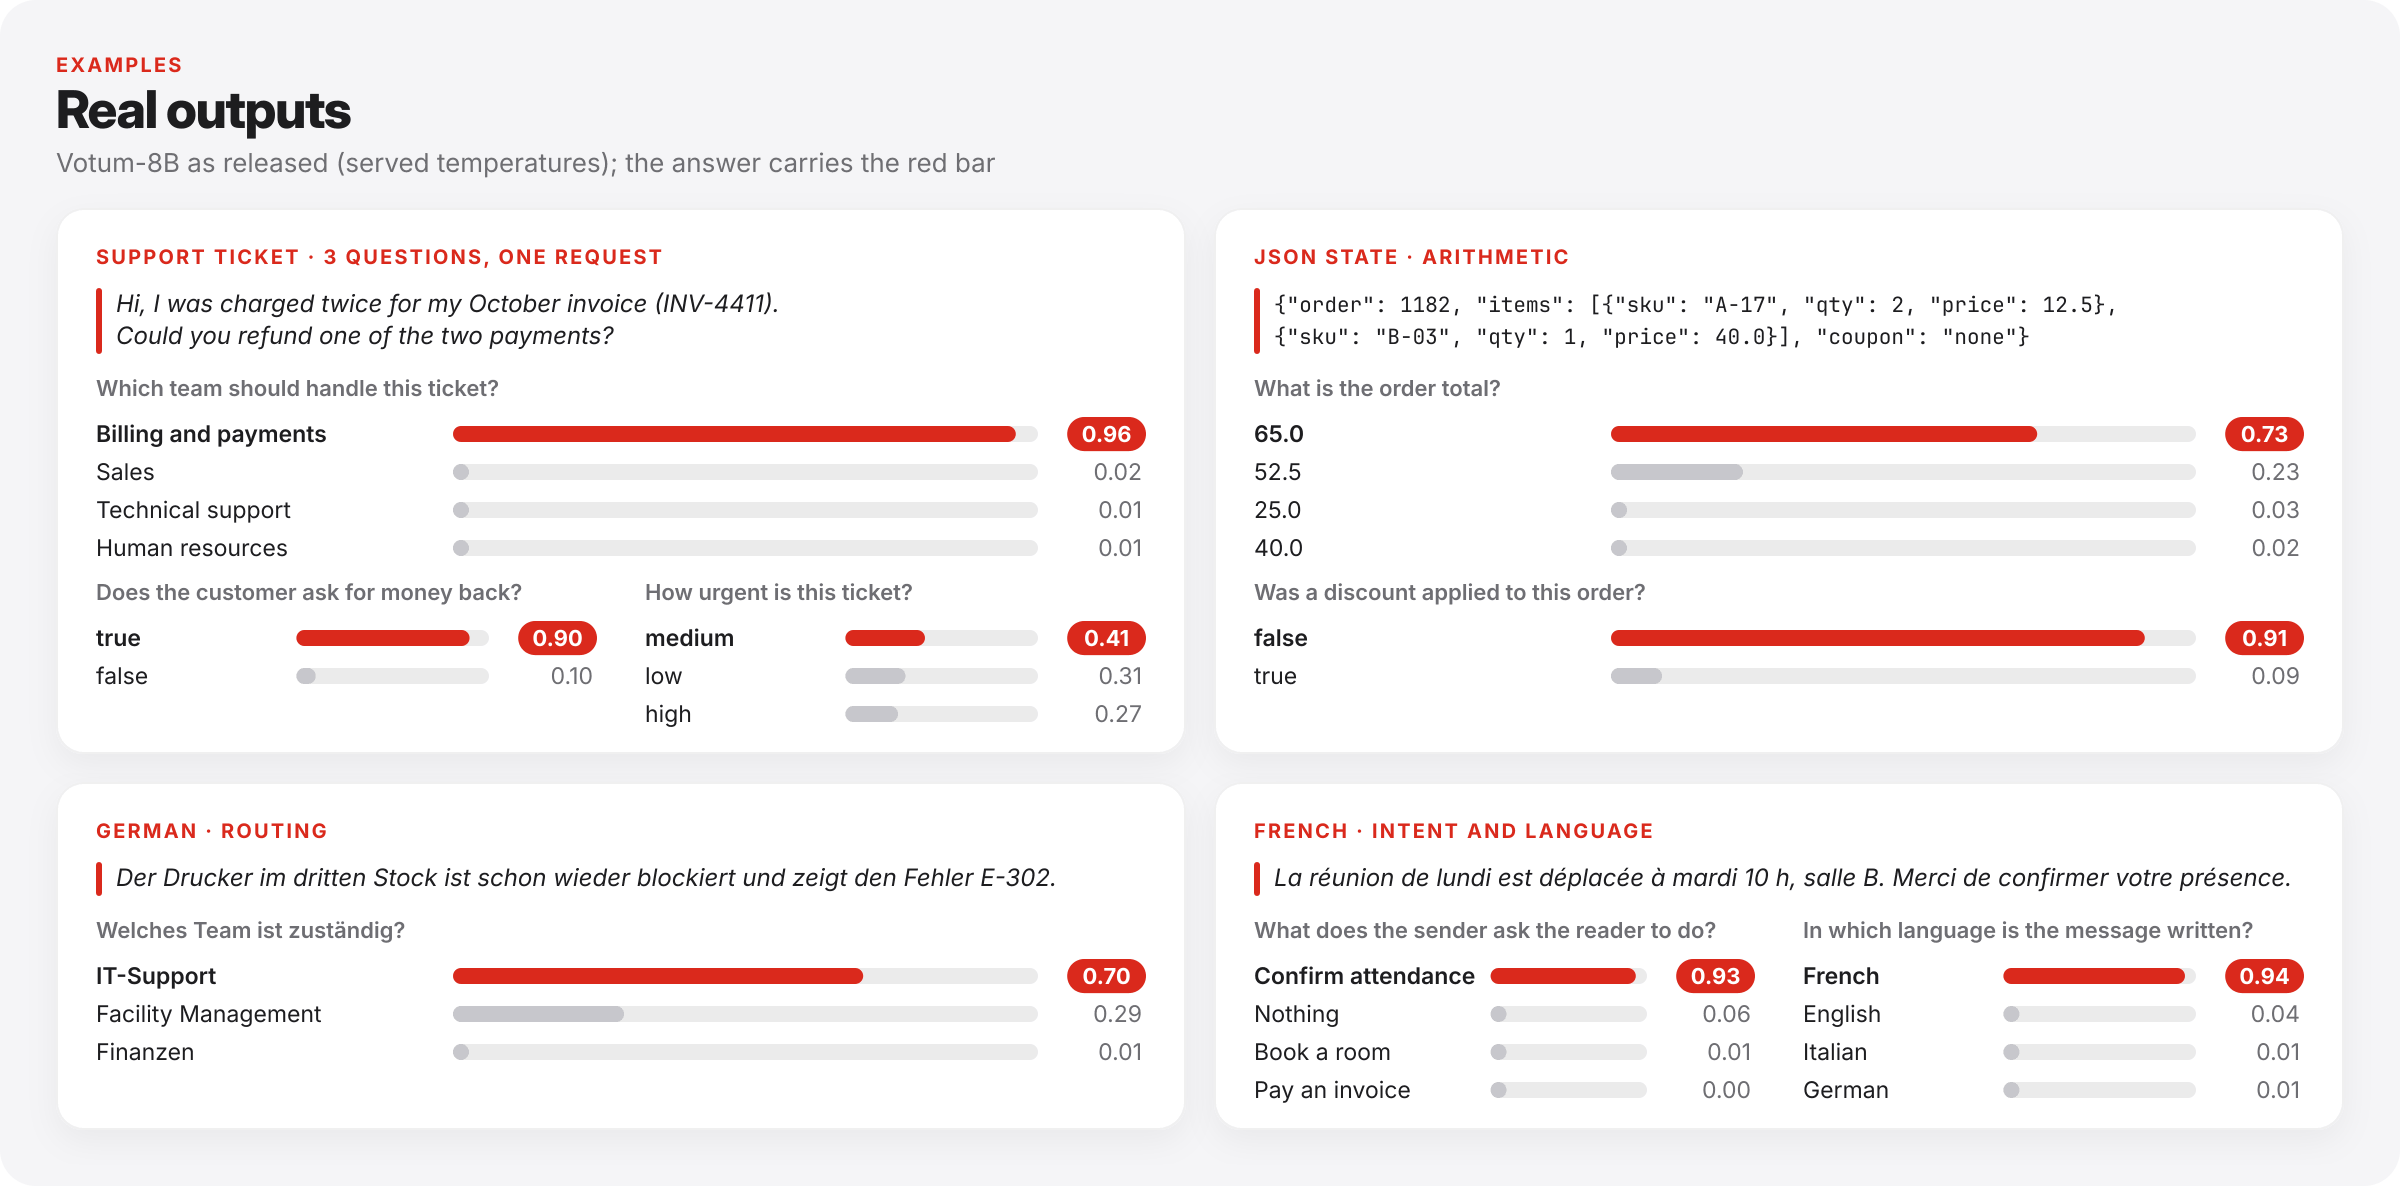 EXAMPLES
Real outputs
Votum-8B as released (served temperatures); the answer carries the red bar
SUPPORT TICKET · 3 QUESTIONS, ONE REQUEST
Hi, I was charged twice for my October invoice (INV-4411).
Could you refund one of the two payments?
Which team should handle this ticket?
Billing and payments 0.96
Sales 0.02
Technical support 0.01
Human resources 0.01
Does the customer ask for money back?
true 0.90
false 0.10
How urgent is this ticket?
medium 0.41
low 0.31
high 0.27
JSON STATE · ARITHMETIC
{"order": 1182, "items": [{"sku": "A-17", "qty": 2, "price": 12.5},
{"sku": "B-03", "qty": 1, "price": 40.0}], "coupon": "none"}
What is the order total?
65.0 0.73
52.5 0.23
25.0 0.03
40.0 0.02
Was a discount applied to this order?
false 0.91
true 0.09
GERMAN · ROUTING
Der Drucker im dritten Stock ist schon wieder blockiert und zeigt den Fehler E-302.
Welches Team ist zuständig?
IT-Support 0.70
Facility Management 0.29
Finanzen 0.01
FRENCH · INTENT AND LANGUAGE
La réunion de lundi est déplacée à mardi 10 h, salle B. Merci de confirmer votre présence.
What does the sender ask the reader to do?
Confirm attendance 0.93
Nothing 0.06
Book a room 0.01
Pay an invoice 0.00
In which language is the message written?
French 0.94
English 0.04
Italian 0.01
German 0.01